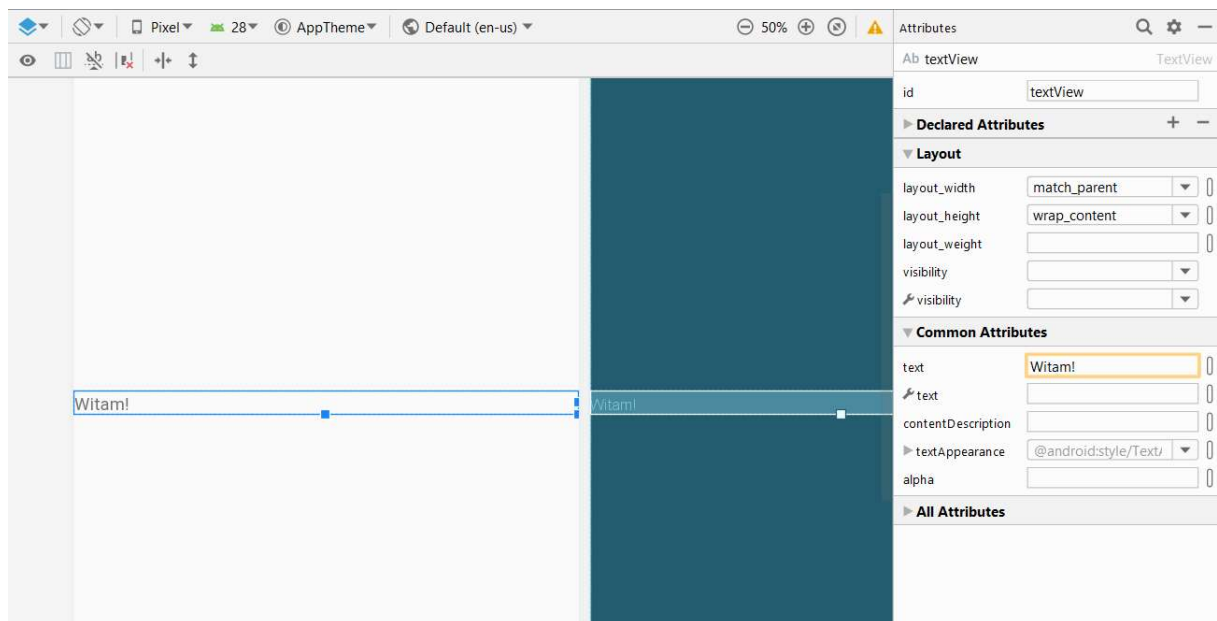 Pixel 28 AppTheme Default (en-us) 50% Attributes
Ab textView TextView
id textView
Declared Attributes
Layout
layout_width match_parent
layout_height wrap_content
layout_weight
visibility
visibility
Common Attributes
text Witam!
text
Witam! Witam!
contentDescription
textAppearance @android:style/Text
alpha
All Attributes